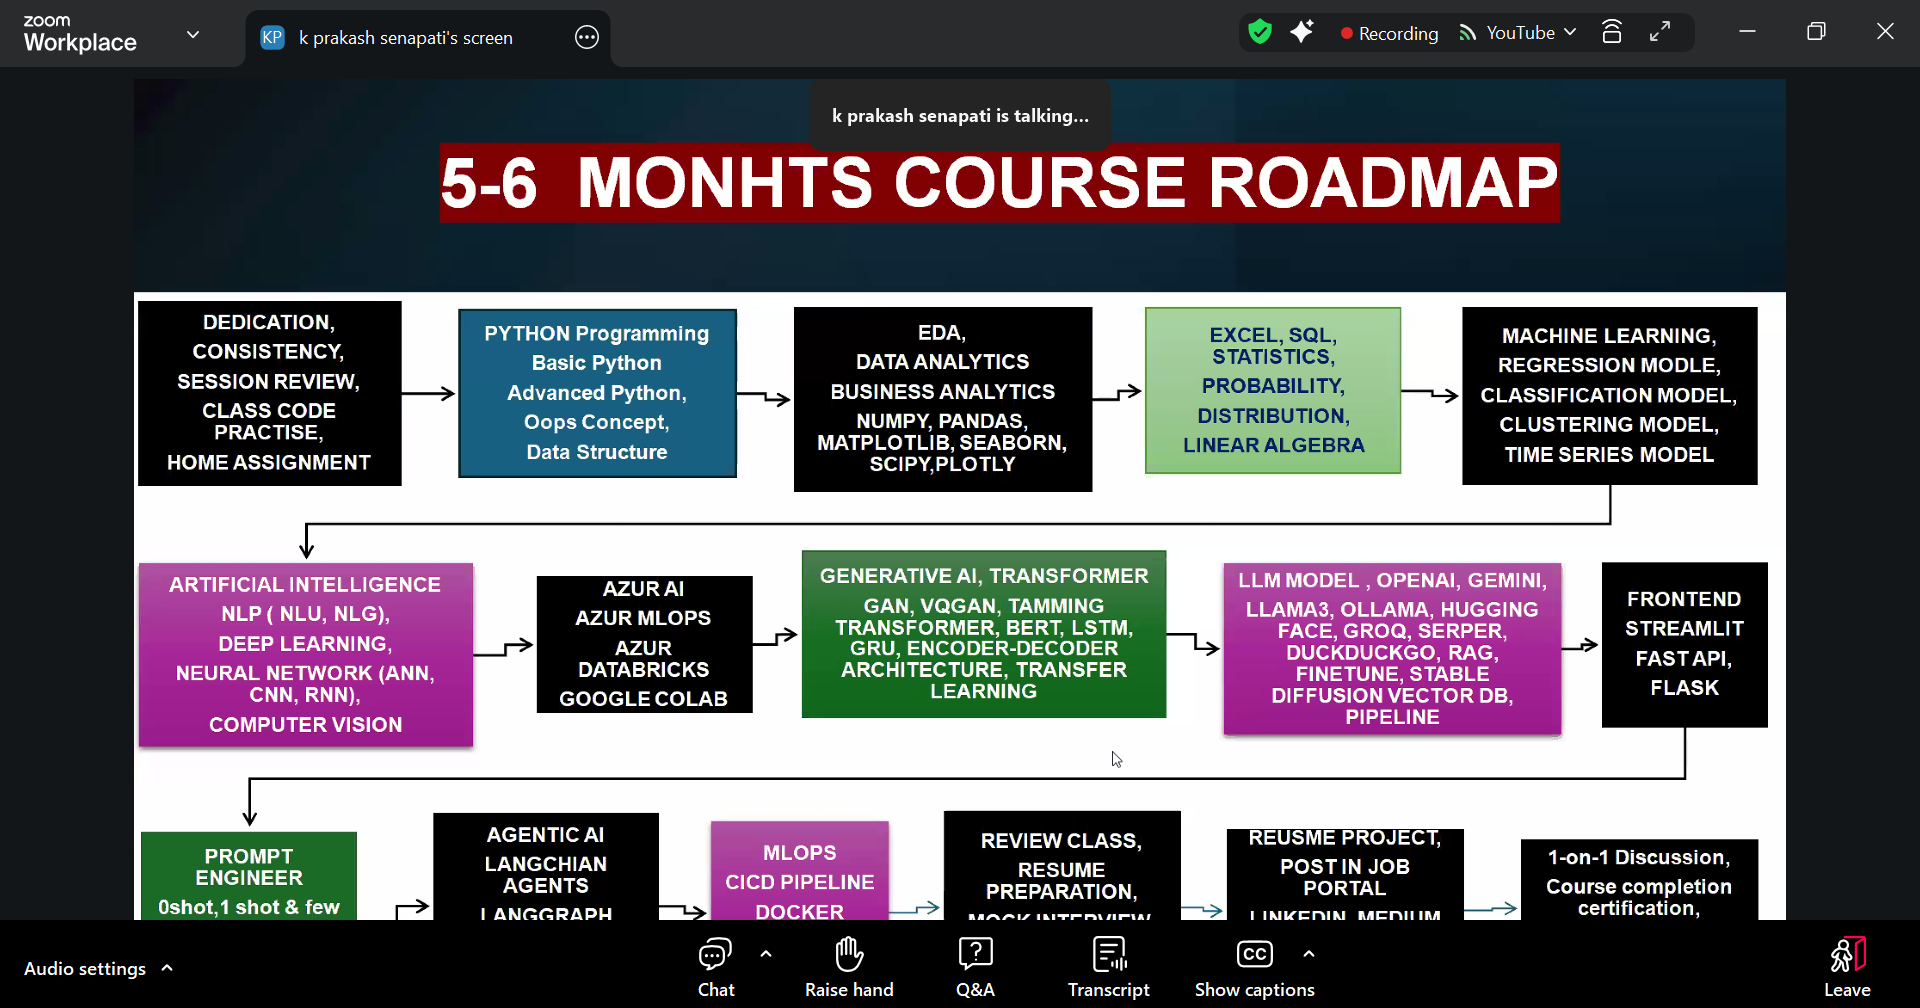 zoom
Workplace
KP k prakash senapati's screen
Recording
YouTube
k prakash senapati is talking...
5-6 MONHTS COURSE ROADMAP
DEDICATION,
CONSISTENCY,
SESSION REVIEW,
CLASS CODE
PRACTISE,
HOME ASSIGNMENT
PYTHON Programming
Basic Python
Advanced Python,
Oops Concept,
Data Structure
EDA,
DATA ANALYTICS
BUSINESS ANALYTICS
NUMPY, PANDAS,
MATPLOTLIB, SEABORN,
SCIPY,PLOTLY
EXCEL, SQL,
STATISTICS,
PROBABILITY,
DISTRIBUTION,
LINEAR ALGEBRA
MACHINE LEARNING,
REGRESSION MODLE,
CLASSIFICATION MODEL,
CLUSTERING MODEL,
TIME SERIES MODEL
ARTIFICIAL INTELLIGENCE
NLP ( NLU, NLG),
DEEP LEARNING,
NEURAL NETWORK (ANN,
CNN, RNN),
COMPUTER VISION
AZUR AI
AZUR MLOPS
AZUR
DATABRICKS
GOOGLE COLAB
GENERATIVE AI, TRANSFORMER
GAN, VQGAN, TAMMING
TRANSFORMER, BERT, LSTM,
GRU, ENCODER-DECODER
ARCHITECTURE, TRANSFER
LEARNING
LLM MODEL , OPENAI, GEMINI,
LLAMA3, OLLAMA, HUGGING
FACE, GROQ, SERPER,
DUCKDUCKGO, RAG,
FINETUNE, STABLE
DIFFUSION VECTOR DB,
PIPELINE
FRONTEND
STREAMLIT
FAST API,
FLASK
PROMPT
ENGINEER
0shot,1 shot & few
AGENTIC AI
LANGCHIAN
AGENTS
LANGGRAPH
MLOPS
CICD PIPELINE
DOCKER
REVIEW CLASS,
RESUME
PREPARATION,
MOCK INTERVIEW
REUSME PROJECT,
POST IN JOB
PORTAL
LINKEDIN, MEDIUM
1-on-1 Discussion,
Course completion
certification,
Audio settings
Chat
Raise hand
Q&A
Transcript
CC
Show captions
Leave